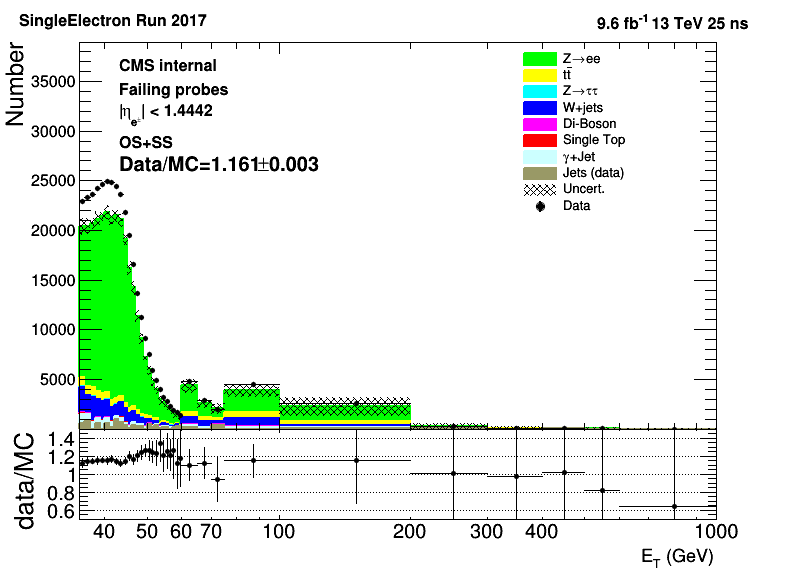 SingleElectron Run 2017
9.6 fb⁻¹ 13 TeV 25 ns
Number
CMS internal
Failing probes
|η_e±| < 1.4442
OS+SS
Data/MC=1.161±0.003
Z→ee
tt̄
Z→ττ
W+jets
Di-Boson
Single Top
γ+Jet
Jets (data)
Uncert.
Data
35000
30000
25000
20000
15000
10000
5000
data/MC
1.4
1.2
1
0.8
0.6
40 50 60 70 100 200 300 400 1000
E_T (GeV)